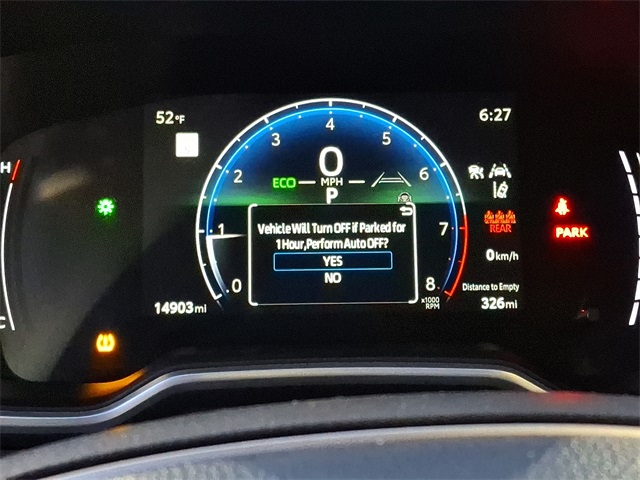 52°F
6:27
H
3
4
5
2
0
6
ECO
MPH
P
1
7
Vehicle Will Turn OFF if Parked for
1 Hour,Perform Auto OFF?
YES
NO
REAR
PARK
0km/h
0
8
x1000
RPM
Distance to Empty
14903mi
326mi
C